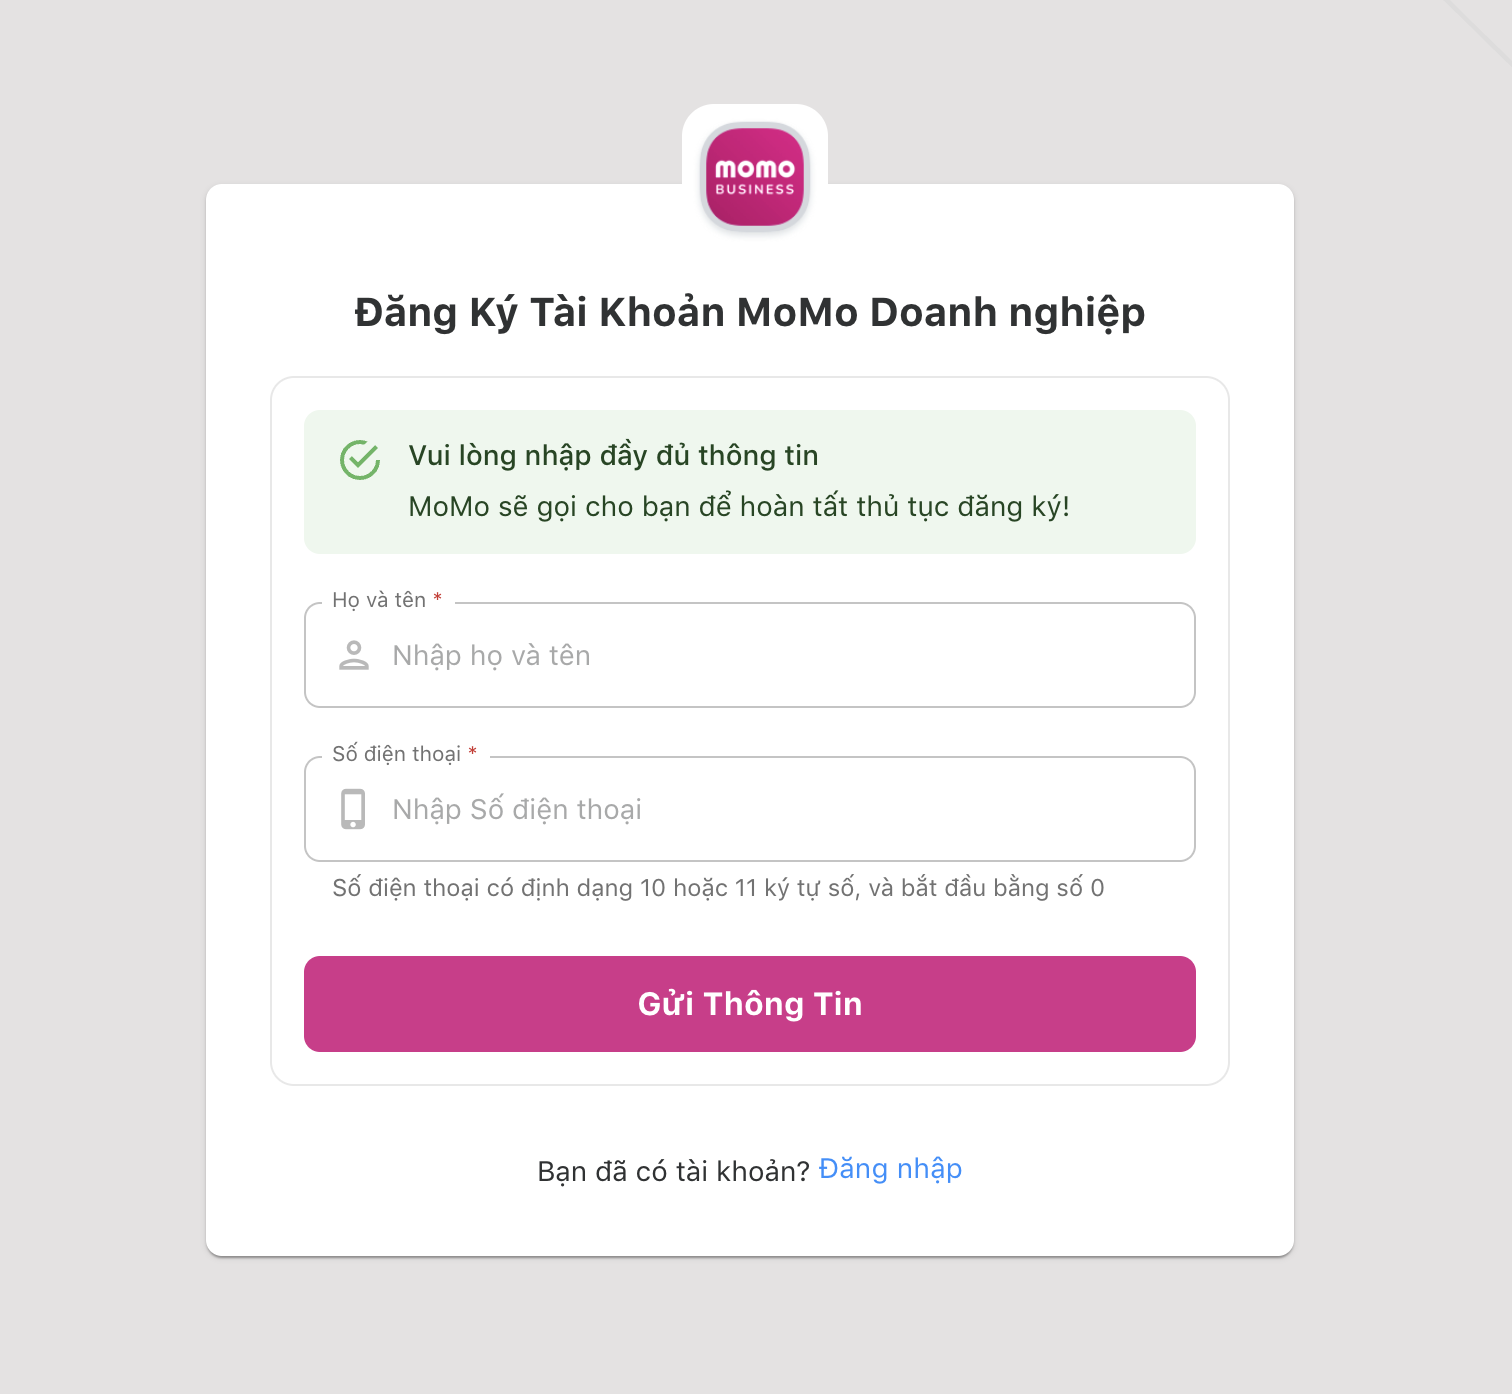 momo
BUSINESS
Đăng Ký Tài Khoản MoMo Doanh nghiệp
Vui lòng nhập đầy đủ thông tin
MoMo sẽ gọi cho bạn để hoàn tất thủ tục đăng ký!
Họ và tên *
Nhập họ và tên
Số điện thoại *
Nhập Số điện thoại
Số điện thoại có định dạng 10 hoặc 11 ký tự số, và bắt đầu bằng số 0
Gửi Thông Tin
Bạn đã có tài khoản? Đăng nhập